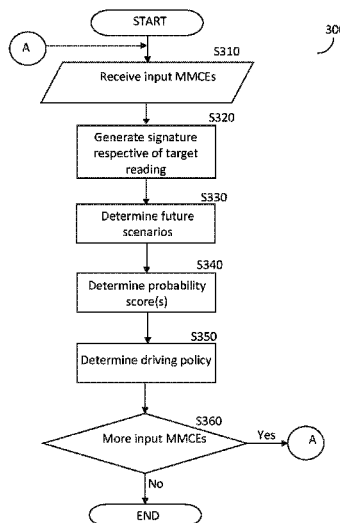 START
300
A
S310
Receive input MMCEs
S320
Generate signature
respective of target
reading
S330
Determine future
scenarios
S340
Determine probability
score(s)
S350
Determine driving policy
S360
More input MMCEs
Yes
A
No
END